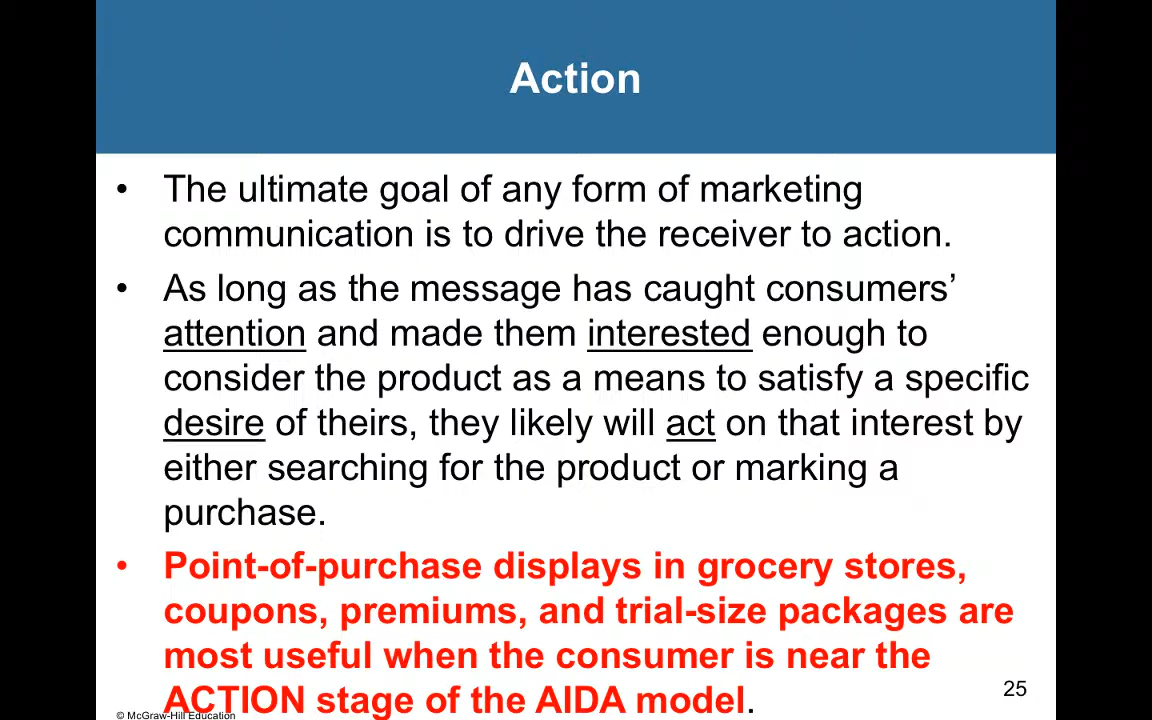 Action
• The ultimate goal of any form of marketing
communication is to drive the receiver to action.
• As long as the message has caught consumers’
attention and made them interested enough to
consider the product as a means to satisfy a specific
desire of theirs, they likely will act on that interest by
either searching for the product or marking a
purchase.
• Point-of-purchase displays in grocery stores,
coupons, premiums, and trial-size packages are
most useful when the consumer is near the
ACTION stage of the AIDA model.
25
© McGraw-Hill Education